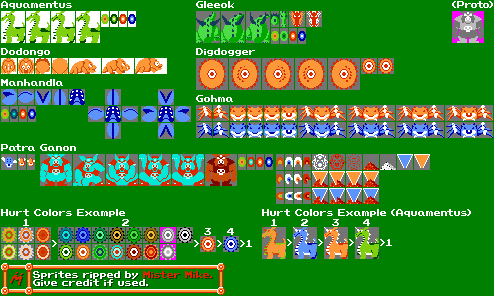 Aquamentus
Gleeok
(Proto)
Dodongo
Digdogger
Manhandla
Gohma
Patra Ganon
Hurt Colors Example
1 2 3 4
>1
Hurt Colors Example (Aquamentus)
1 2 3 4
>1
Sprites ripped by Mister Mike.
Give credit if used.